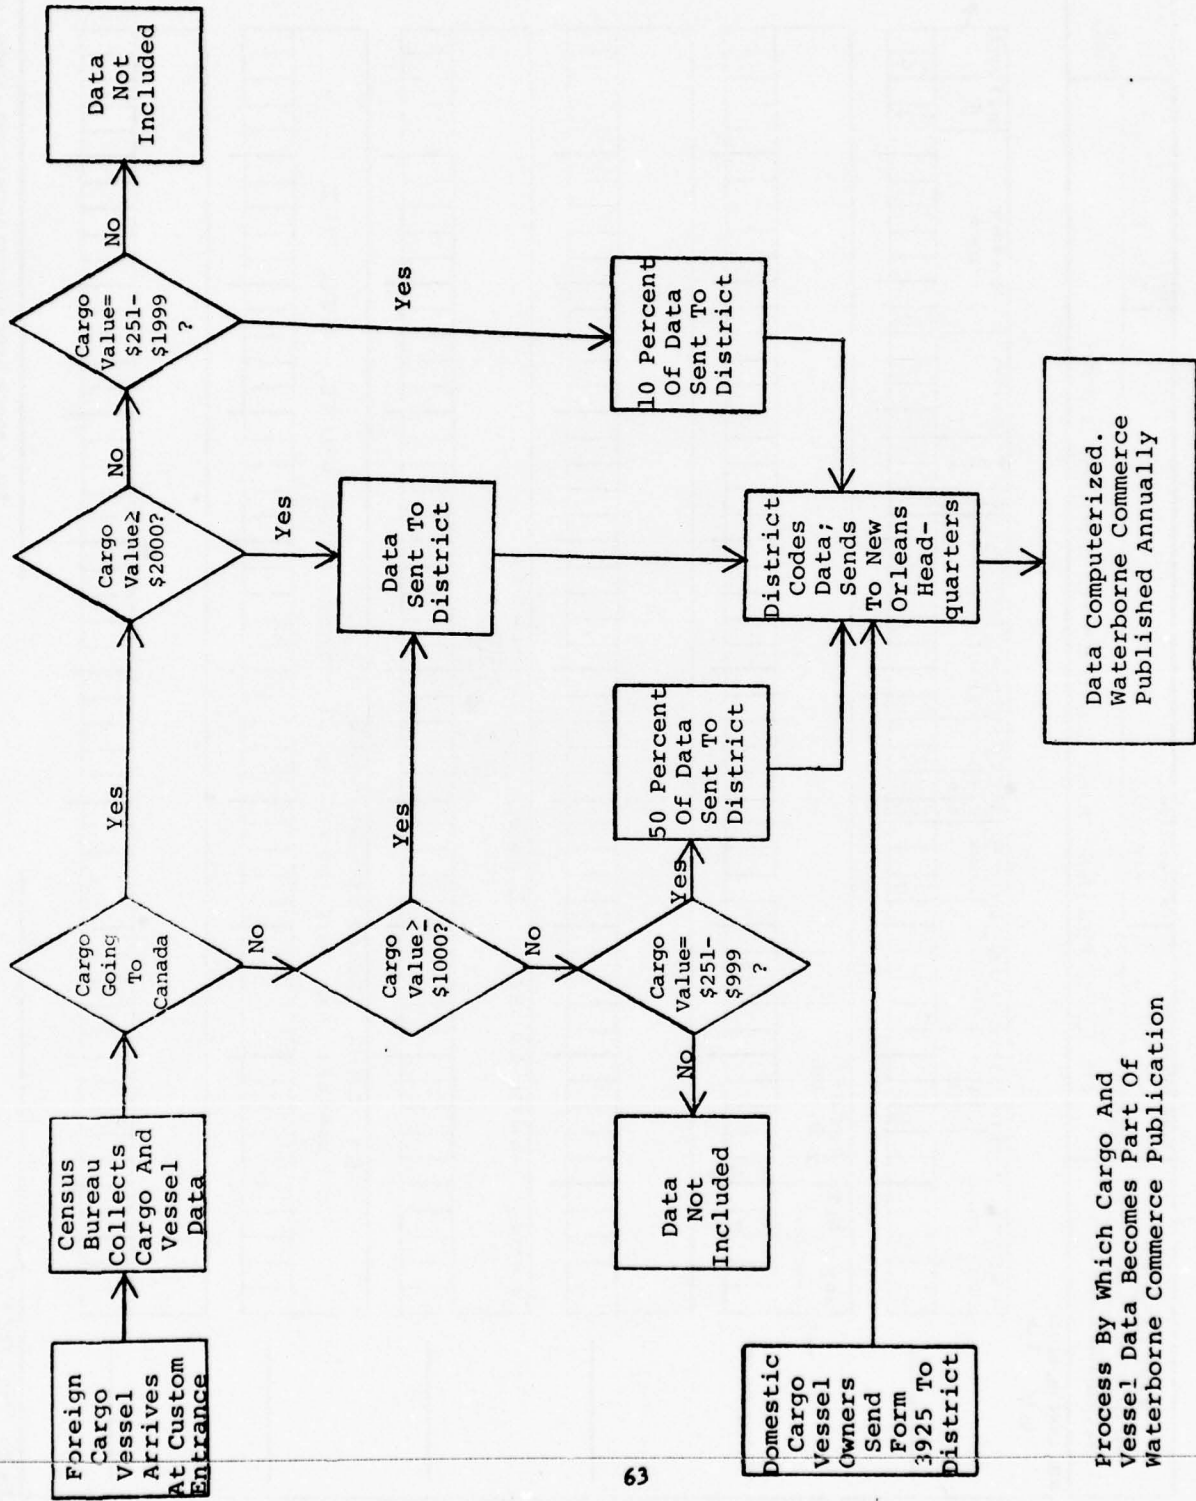 Foreign
Cargo
Vessel
Arrives
At Custom
Entrance
Census
Bureau
Collects
Cargo And
Vessel
Data
Cargo
Going
To
Canada
Yes
No
Cargo
Value≥
$2000?
No
Yes
Cargo
Value=
$251-
$1999
?
No
Yes
Data
Not
Included
Cargo
Value≥
$1000?
Yes
No
Data
Sent To
District
Cargo
Value=
$251-
$999
?
Yes
No
Data
Not
Included
50 Percent
Of Data
Sent To
District
10 Percent
Of Data
Sent To
District
Domestic
Cargo
Vessel
Owners
Send
Form
3925 To
District
District
Codes
Data;
Sends
To New
Orleans
Head-
quarters
Data Computerized.
Waterborne Commerce
Published Annually
Process By Which Cargo And
Vessel Data Becomes Part Of
Waterborne Commerce Publication
63